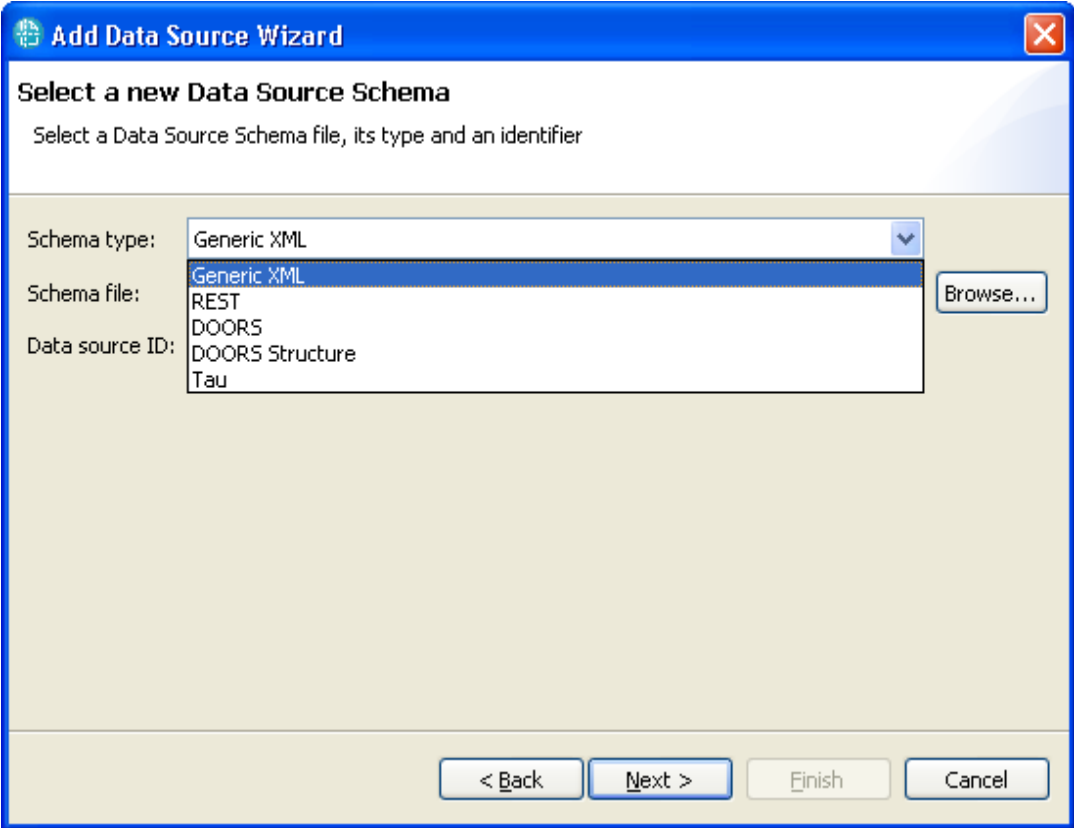 Add Data Source Wizard
Select a new Data Source Schema
Select a Data Source Schema file, its type and an identifier
Schema type: Generic XML
Generic XML
Schema file: Browse...
REST
DOORS
Data source ID:
DOORS Structure
Tau
< Back Next > Finish Cancel